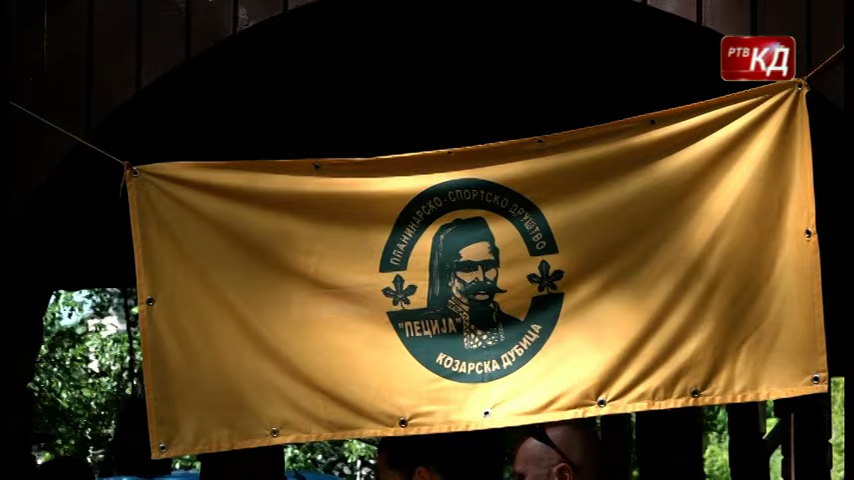 РТВ КД
ПЛАНИНАРСКО-СПОРТСКО ДРУШТВО
"ПЕЦИЈА"
КОЗАРСКА ДУБИЦА